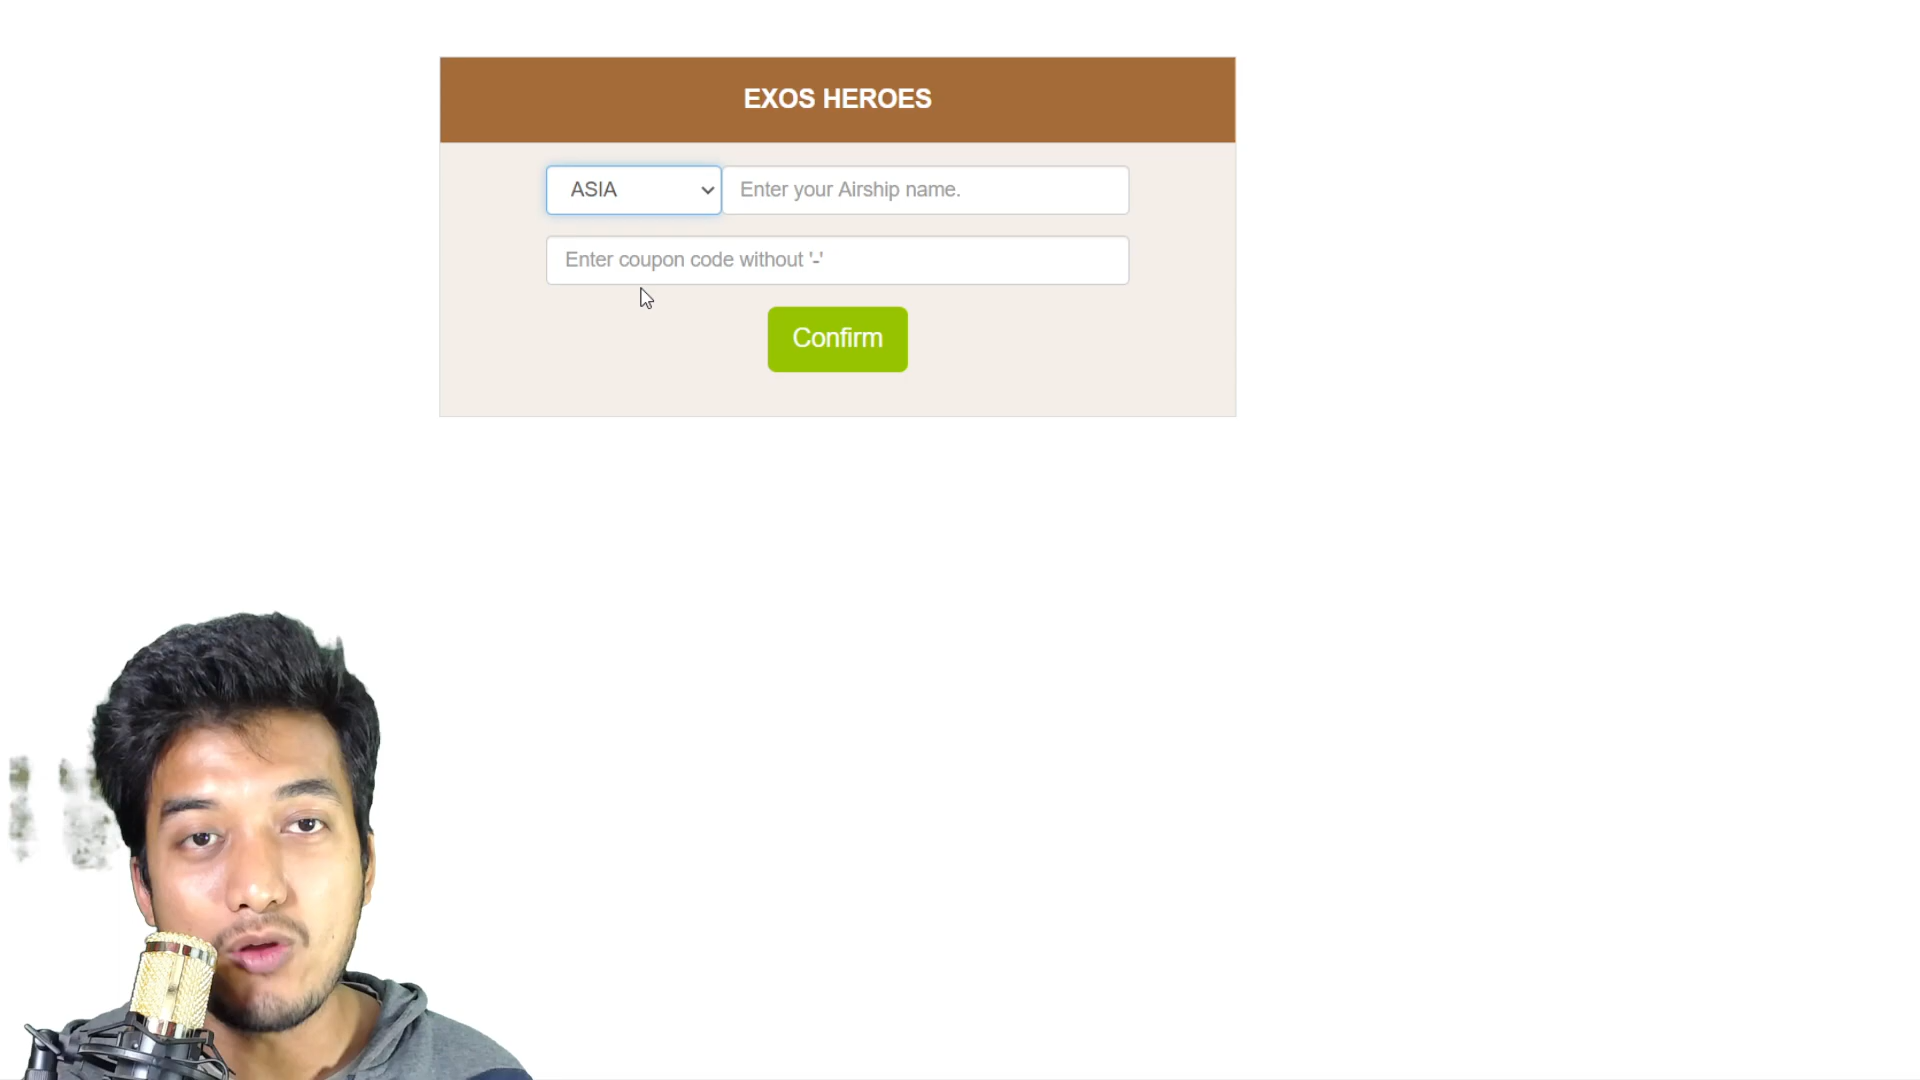 EXOS HEROES
ASIA Enter your Airship name.
Enter coupon code without '-'
Confirm